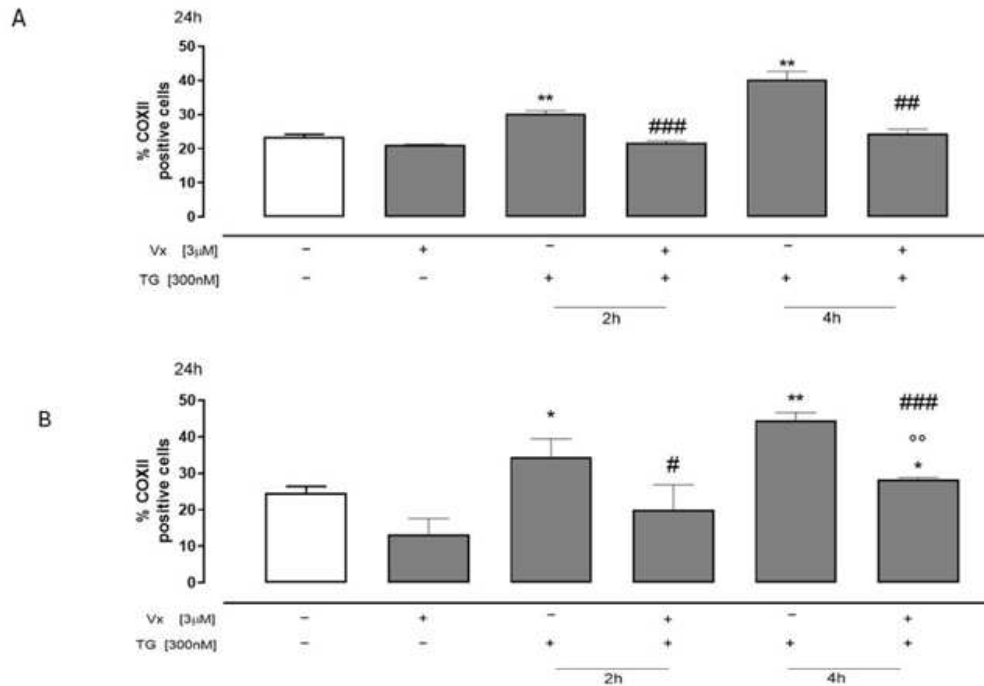 A
24h
50
40
30
20
10
0
% COXII
positive cells
** ### ** ##
Vx [3µM] – + – + – +
TG [300nM] – – + + + +
2h 4h
B
24h
50
40
30
20
10
0
% COXII
positive cells
* # ** ###
°°
*
Vx [3µM] – + – + – +
TG [300nM] – – + + + +
2h 4h